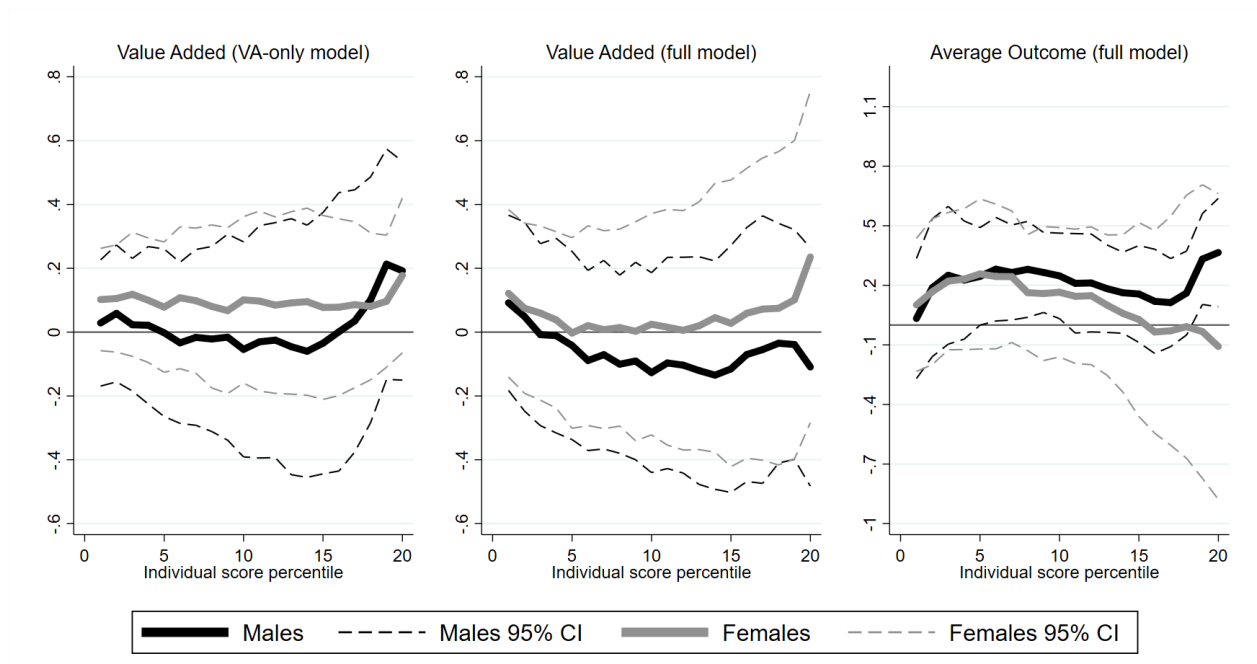 Value Added (VA-only model)
.8
.6
.4
.2
0
-.2
-.4
-.6
0 5 10 15 20
Individual score percentile
Value Added (full model)
.8
.6
.4
.2
0
-.2
-.4
-.6
0 5 10 15 20
Individual score percentile
Average Outcome (full model)
1.1
.8
.5
.2
-.1
-.4
-.7
-1
0 5 10 15 20
Individual score percentile
Males Males 95% CI Females Females 95% CI